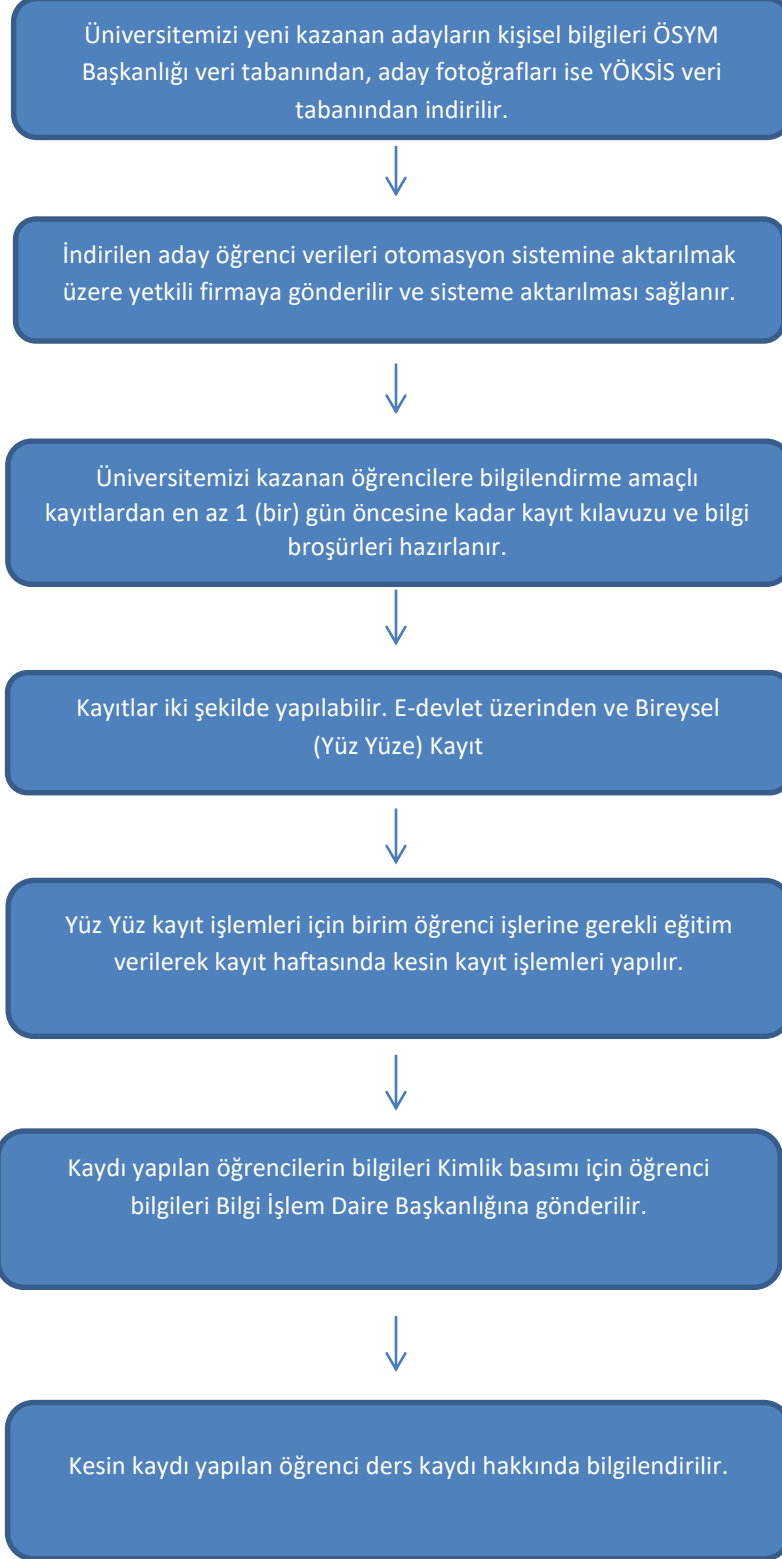 Üniversitemizi yeni kazanan adayların kişisel bilgileri ÖSYM
Başkanlığı veri tabanından, aday fotoğrafları ise YÖKSİS veri
tabanından indirilir.
İndirilen aday öğrenci verileri otomasyon sistemine aktarılmak
üzere yetkili firmaya gönderilir ve sisteme aktarılması sağlanır.
Üniversitemizi kazanan öğrencilere bilgilendirme amaçlı
kayıtlardan en az 1 (bir) gün öncesine kadar kayıt kılavuzu ve bilgi
broşürleri hazırlanır.
Kayıtlar iki şekilde yapılabilir. E-devlet üzerinden ve Bireysel
(Yüz Yüze) Kayıt
Yüz Yüz kayıt işlemleri için birim öğrenci işlerine gerekli eğitim
verilerek kayıt haftasında kesin kayıt işlemleri yapılır.
Kaydı yapılan öğrencilerin bilgileri Kimlik basımı için öğrenci
bilgileri Bilgi İşlem Daire Başkanlığına gönderilir.
Kesin kaydı yapılan öğrenci ders kaydı hakkında bilgilendirilir.